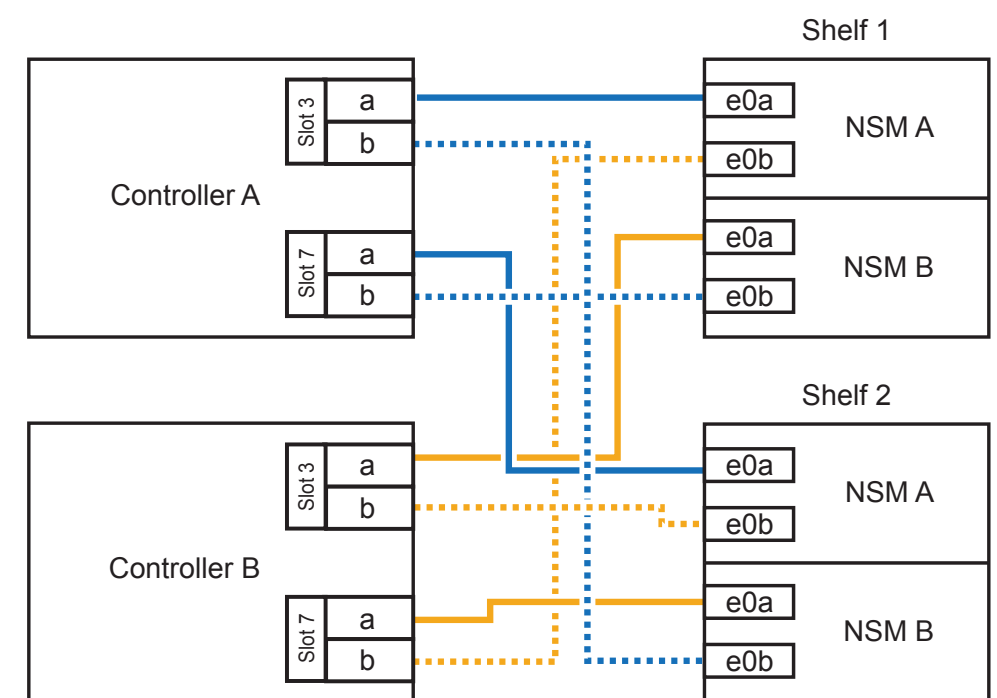 Shelf 1
Controller A
Slot 3
a
b
Slot 7
a
b
e0a
e0b
NSM A
e0a
e0b
NSM B
Shelf 2
Controller B
Slot 3
a
b
Slot 7
a
b
e0a
e0b
NSM A
e0a
e0b
NSM B